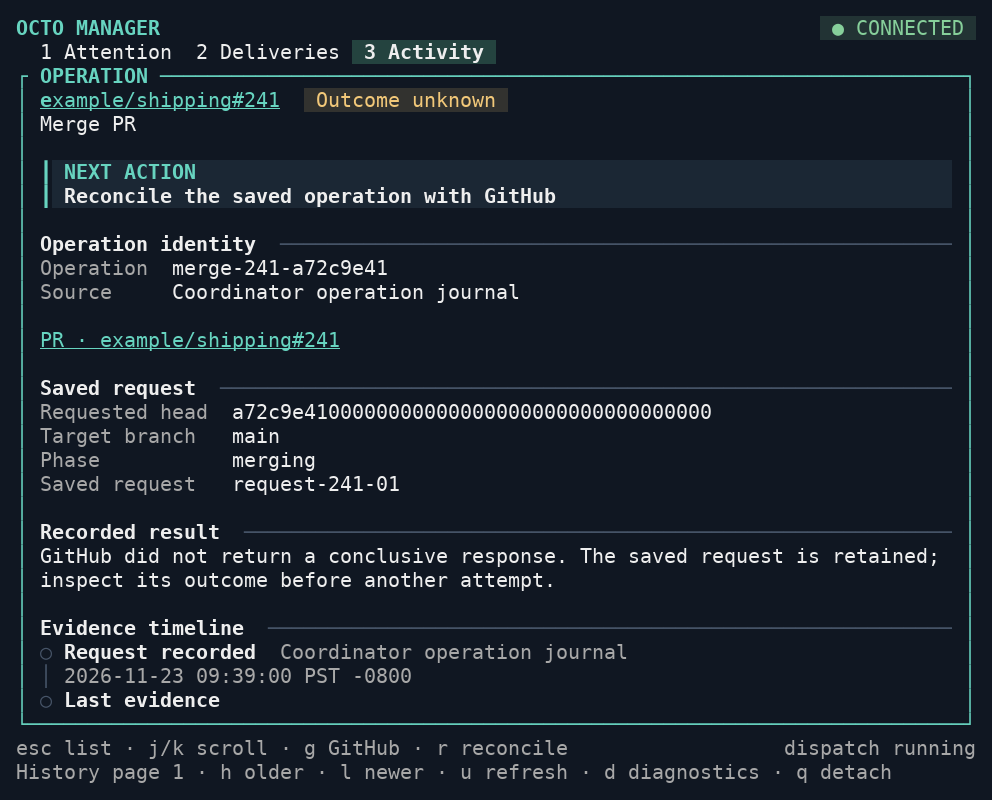 OCTO MANAGER ● CONNECTED
1 Attention 2 Deliveries 3 Activity
OPERATION
example/shipping#241 Outcome unknown
Merge PR
NEXT ACTION
Reconcile the saved operation with GitHub
Operation identity
Operation merge-241-a72c9e41
Source Coordinator operation journal
PR · example/shipping#241
Saved request
Requested head a72c9e4100000000000000000000000000000000
Target branch main
Phase merging
Saved request request-241-01
Recorded result
GitHub did not return a conclusive response. The saved request is retained;
inspect its outcome before another attempt.
Evidence timeline
○ Request recorded Coordinator operation journal
│ 2026-11-23 09:39:00 PST -0800
○ Last evidence
esc list · j/k scroll · g GitHub · r reconcile dispatch running
History page 1 · h older · l newer · u refresh · d diagnostics · q detach